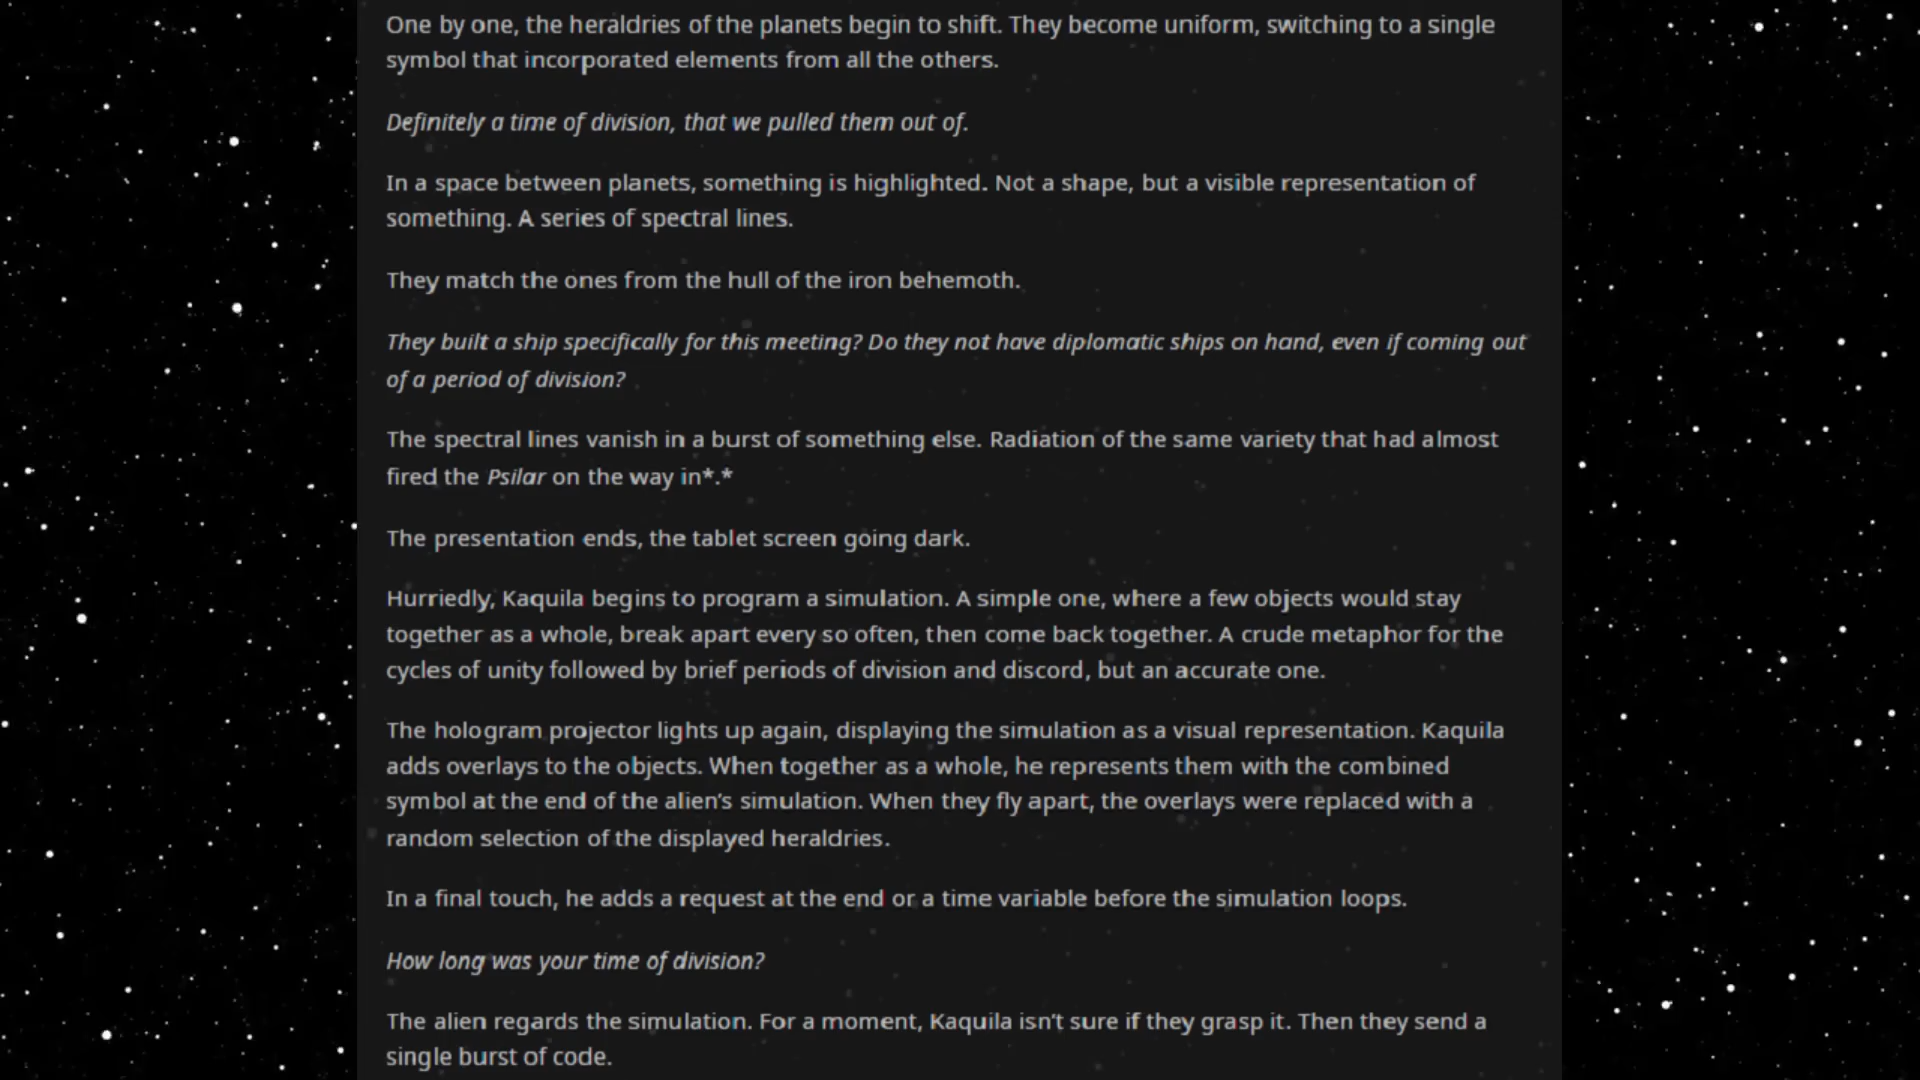 One by one, the heraldries of the planets begin to shift. They become uniform, switching to a single
symbol that incorporated elements from all the others.
Definitely a time of division, that we pulled them out of.
In a space between planets, something is highlighted. Not a shape, but a visible representation of
something. A series of spectral lines.
They match the ones from the hull of the iron behemoth.
They built a ship specifically for this meeting? Do they not have diplomatic ships on hand, even if coming out
of a period of division?
The spectral lines vanish in a burst of something else. Radiation of the same variety that had almost
fired the Psilar on the way in*.*
The presentation ends, the tablet screen going dark.
Hurriedly, Kaquila begins to program a simulation. A simple one, where a few objects would stay
together as a whole, break apart every so often, then come back together. A crude metaphor for the
cycles of unity followed by brief periods of division and discord, but an accurate one.
The hologram projector lights up again, displaying the simulation as a visual representation. Kaquila
adds overlays to the objects. When together as a whole, he represents them with the combined
symbol at the end of the alien’s simulation. When they fly apart, the overlays were replaced with a
random selection of the displayed heraldries.
In a final touch, he adds a request at the end or a time variable before the simulation loops.
How long was your time of division?
The alien regards the simulation. For a moment, Kaquila isn’t sure if they grasp it. Then they send a
single burst of code.